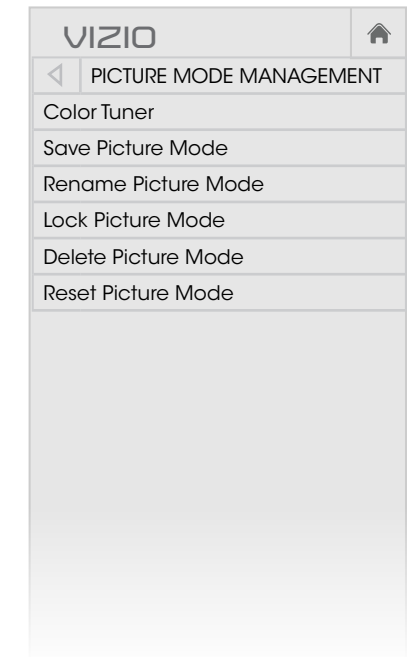 VIZIO
PICTURE MODE MANAGEMENT
Color Tuner
Save Picture Mode
Rename Picture Mode
Lock Picture Mode
Delete Picture Mode
Reset Picture Mode